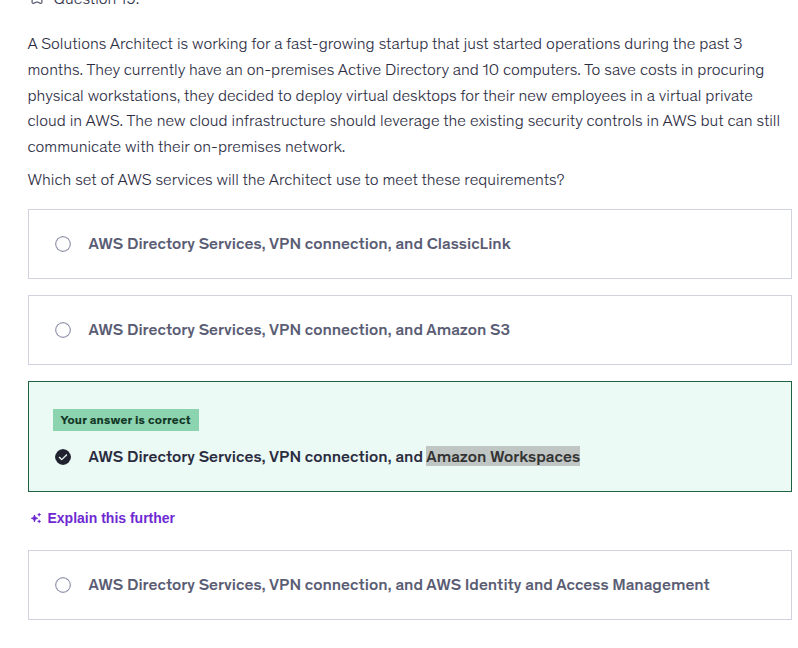 Question 19:
A Solutions Architect is working for a fast-growing startup that just started operations during the past 3
months. They currently have an on-premises Active Directory and 10 computers. To save costs in procuring
physical workstations, they decided to deploy virtual desktops for their new employees in a virtual private
cloud in AWS. The new cloud infrastructure should leverage the existing security controls in AWS but can still
communicate with their on-premises network.
Which set of AWS services will the Architect use to meet these requirements?
AWS Directory Services, VPN connection, and ClassicLink
AWS Directory Services, VPN connection, and Amazon S3
Your answer is correct
AWS Directory Services, VPN connection, and Amazon Workspaces
Explain this further
AWS Directory Services, VPN connection, and AWS Identity and Access Management